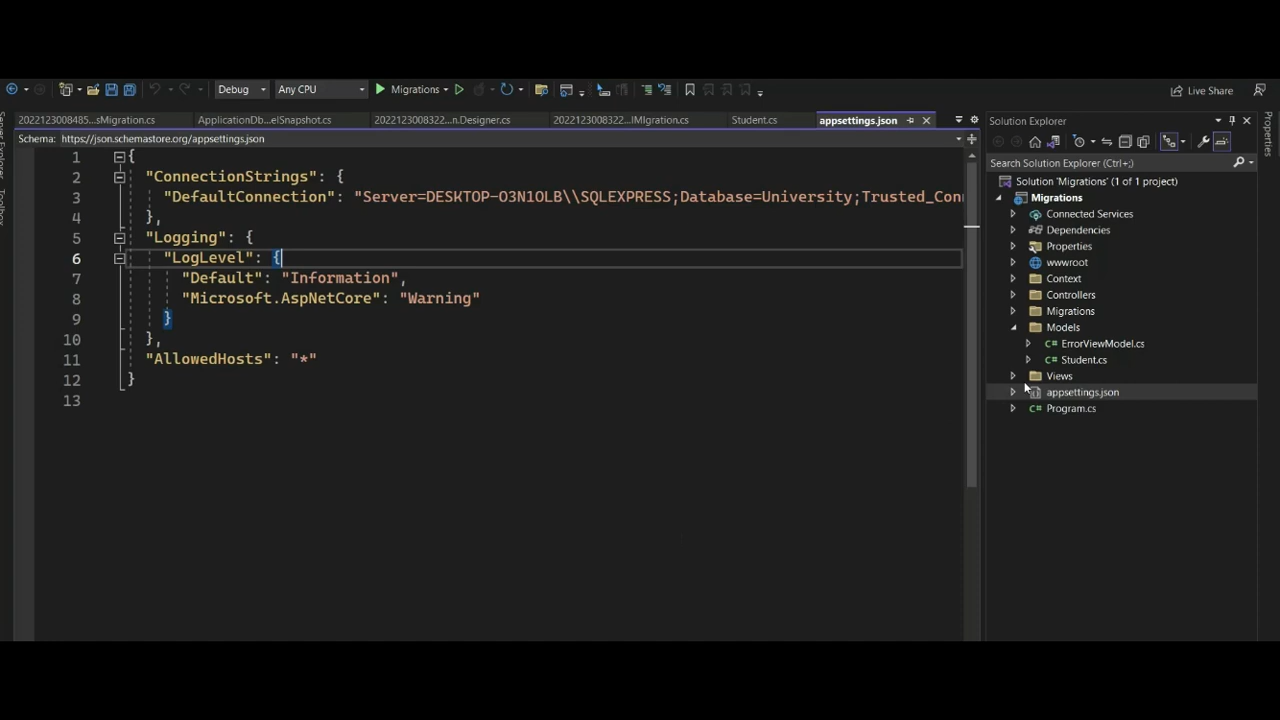 Debug
Any CPU
Migrations
Live Share
2022123008485...sMigration.cs
ApplicationDb...elSnapshot.cs
2022123008322...n.Designer.cs
2022123008322...lMIgration.cs
Student.cs
appsettings.json
Schema: https://json.schemastore.org/appsettings.json
1 {
2 "ConnectionStrings": {
3 "DefaultConnection": "Server=DESKTOP-O3N1OLB\\SQLEXPRESS;Database=University;Trusted_Con
4 },
5 "Logging": {
6 "LogLevel": {
7 "Default": "Information",
8 "Microsoft.AspNetCore": "Warning"
9 }
10 },
11 "AllowedHosts": "*"
12 }
13
Solution Explorer
Search Solution Explorer (Ctrl+;)
Solution 'Migrations' (1 of 1 project)
Migrations
Connected Services
Dependencies
Properties
wwwroot
Context
Controllers
Migrations
Models
ErrorViewModel.cs
Student.cs
Views
appsettings.json
Program.cs
Properties
Server Explorer
Toolbox